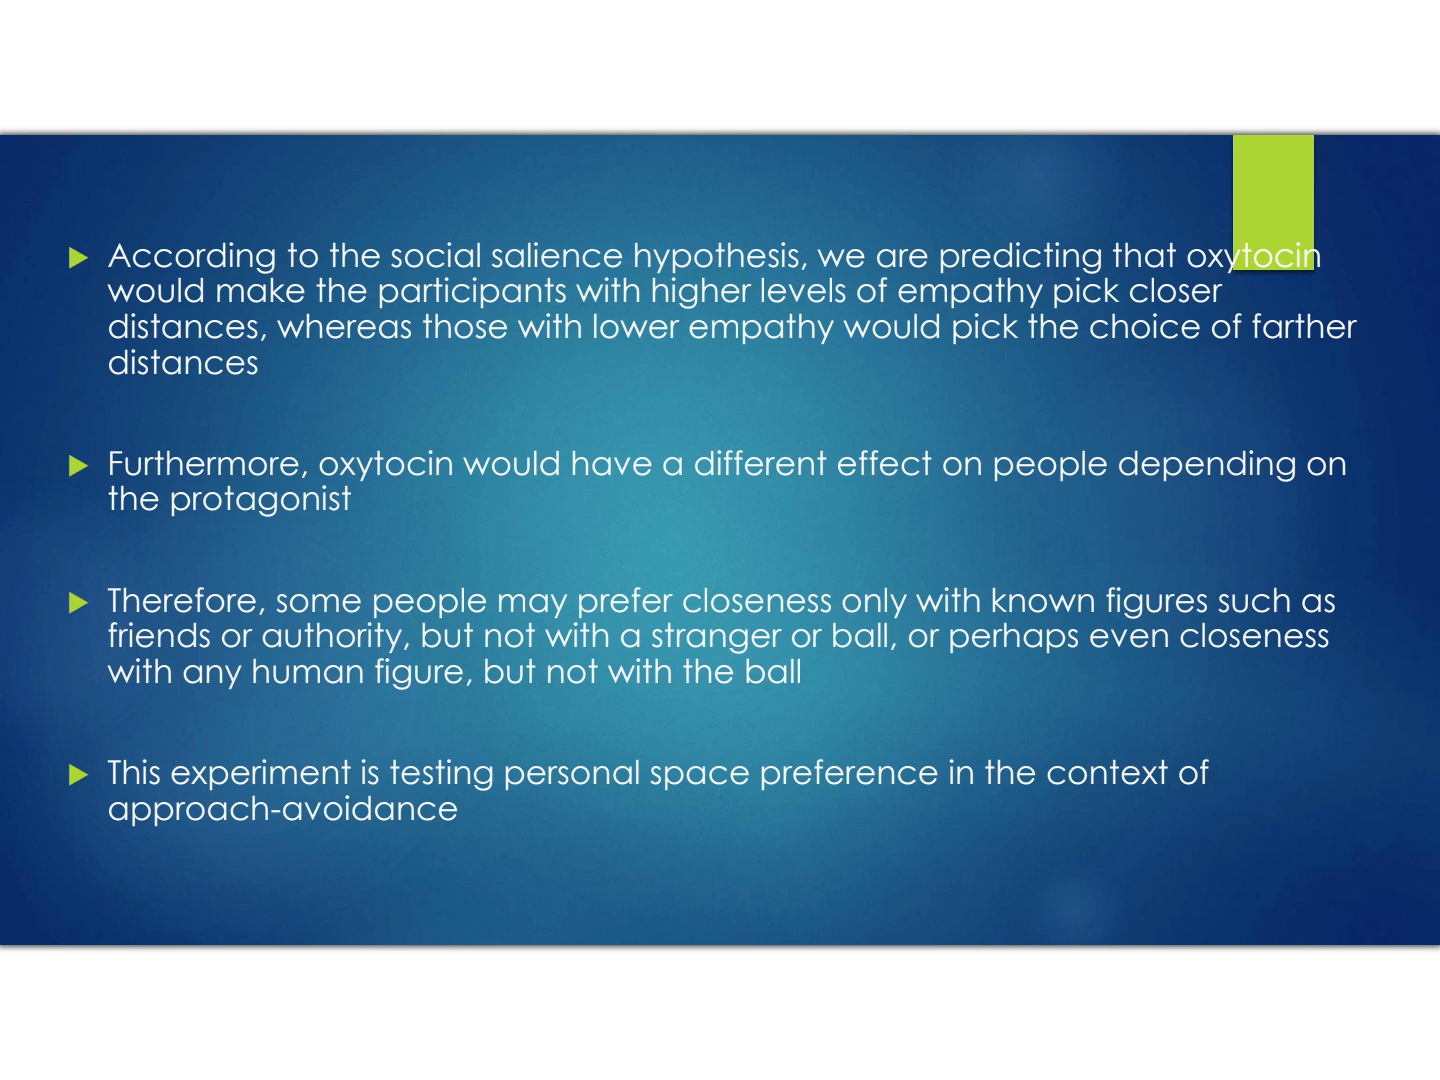 According to the social salience hypothesis, we are predicting that oxytocin
would make the participants with higher levels of empathy pick closer
distances, whereas those with lower empathy would pick the choice of farther
distances
Furthermore, oxytocin would have a different effect on people depending on
the protagonist
Therefore, some people may prefer closeness only with known figures such as
friends or authority, but not with a stranger or ball, or perhaps even closeness
with any human figure, but not with the ball
This experiment is testing personal space preference in the context of
approach-avoidance